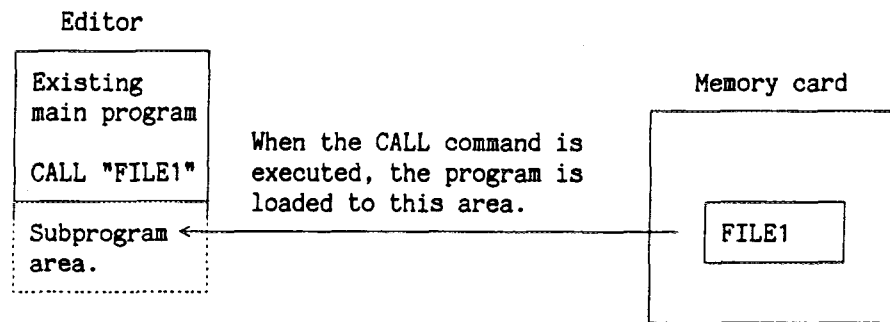 Editor
Existing
main program
CALL "FILE1"
Subprogram
area.
When the CALL command is
executed, the program is
loaded to this area.
Memory card
FILE1